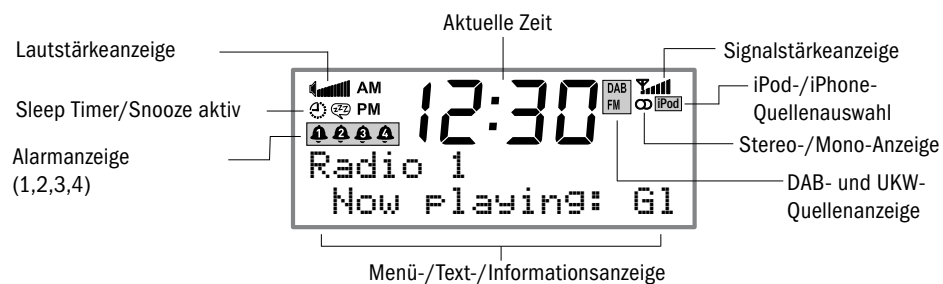 Aktuelle Zeit
Lautstärkeanzeige
Signalstärkeanzeige
AM
12:30
DAB
iPod-/iPhone-
Quellenauswahl
Sleep Timer/Snooze aktiv
zZZ
PM
FM
iPod
Alarmanzeige
(1,2,3,4)
1 2 3 4
Stereo-/Mono-Anzeige
Radio 1
DAB- und UKW-
Quellenanzeige
Now playing: Gl
Menü-/Text-/Informationsanzeige